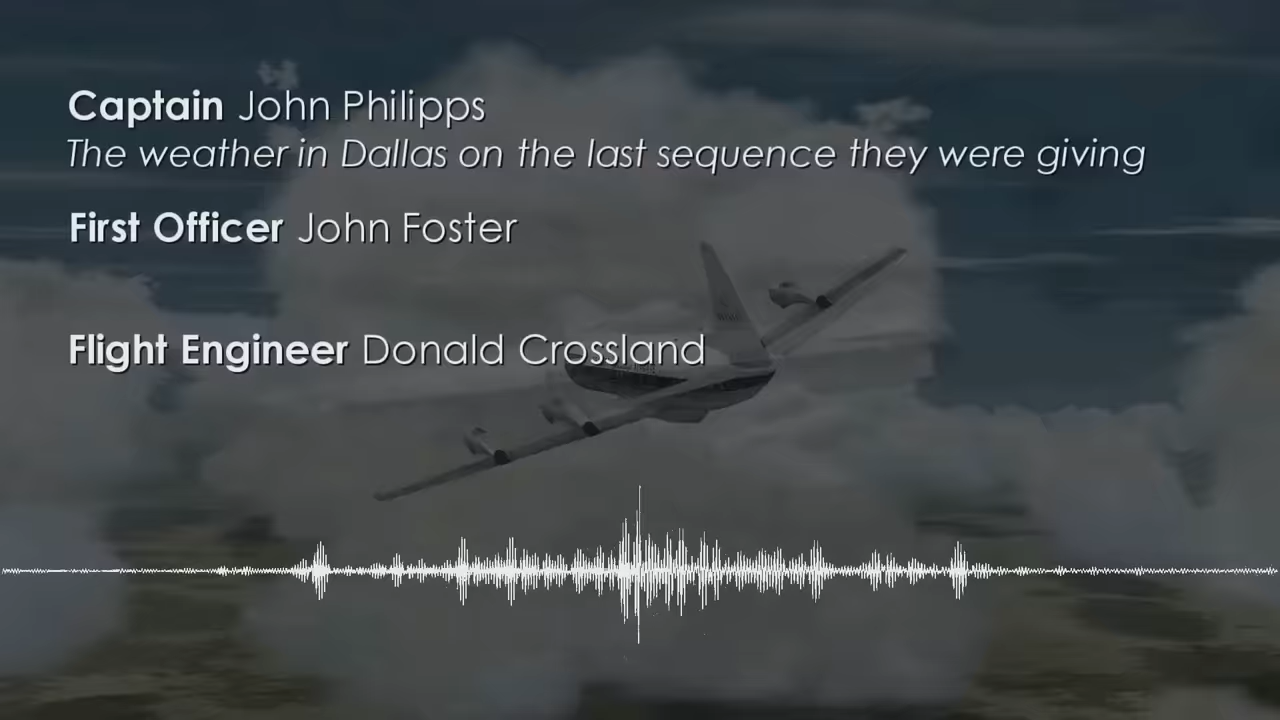 Captain John Philipps
The weather in Dallas on the last sequence they were giving
First Officer John Foster
Flight Engineer Donald Crossland